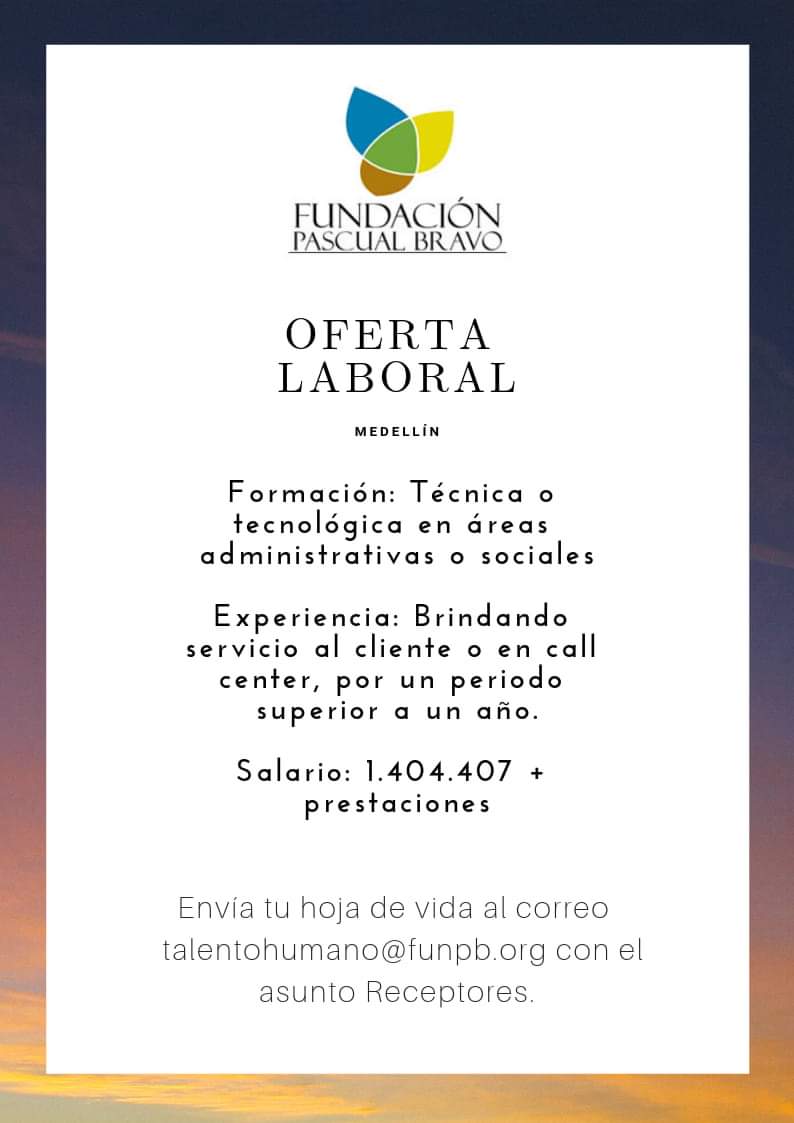 FUNDACIÓN
PASCUAL BRAVO
OFERTA
LABORAL
MEDELLÍN
Formación: Técnica o
tecnológica en áreas
administrativas o sociales
Experiencia: Brindando
servicio al cliente o en call
center, por un periodo
superior a un año.
Salario: 1.404.407 +
prestaciones
Envía tu hoja de vida al correo
talentohumano@funpb.org con el
asunto Receptores.